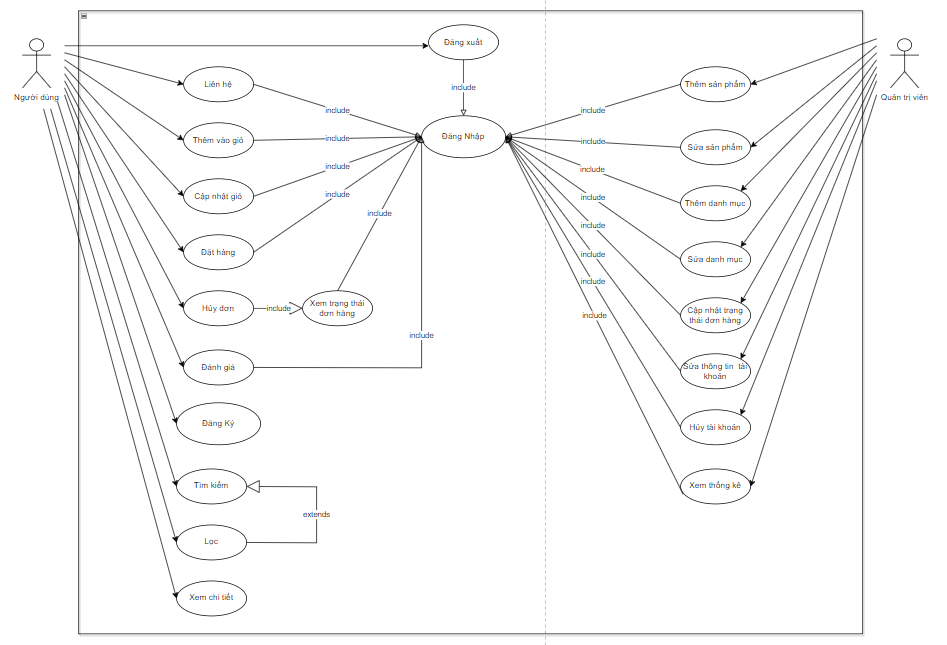 Đăng xuất
Liên hệ
include
Thêm sản phẩm
Người dùng
Quản trị viên
include
include
Thêm vào giỏ
include
Đăng Nhập
include
Sửa sản phẩm
include
include
Cập nhật giỏ
include
include
Thêm danh mục
include
include
Đặt hàng
include
Sửa danh mục
include
Hủy đơn
include
Xem trạng thái
đơn hàng
include
Cập nhật trạng
thái đơn hàng
include
Đánh giá
Sửa thông tin tài
khoản
Đăng Ký
Hủy tài khoản
Tìm kiếm
Xem thống kê
extends
Lọc
Xem chi tiết